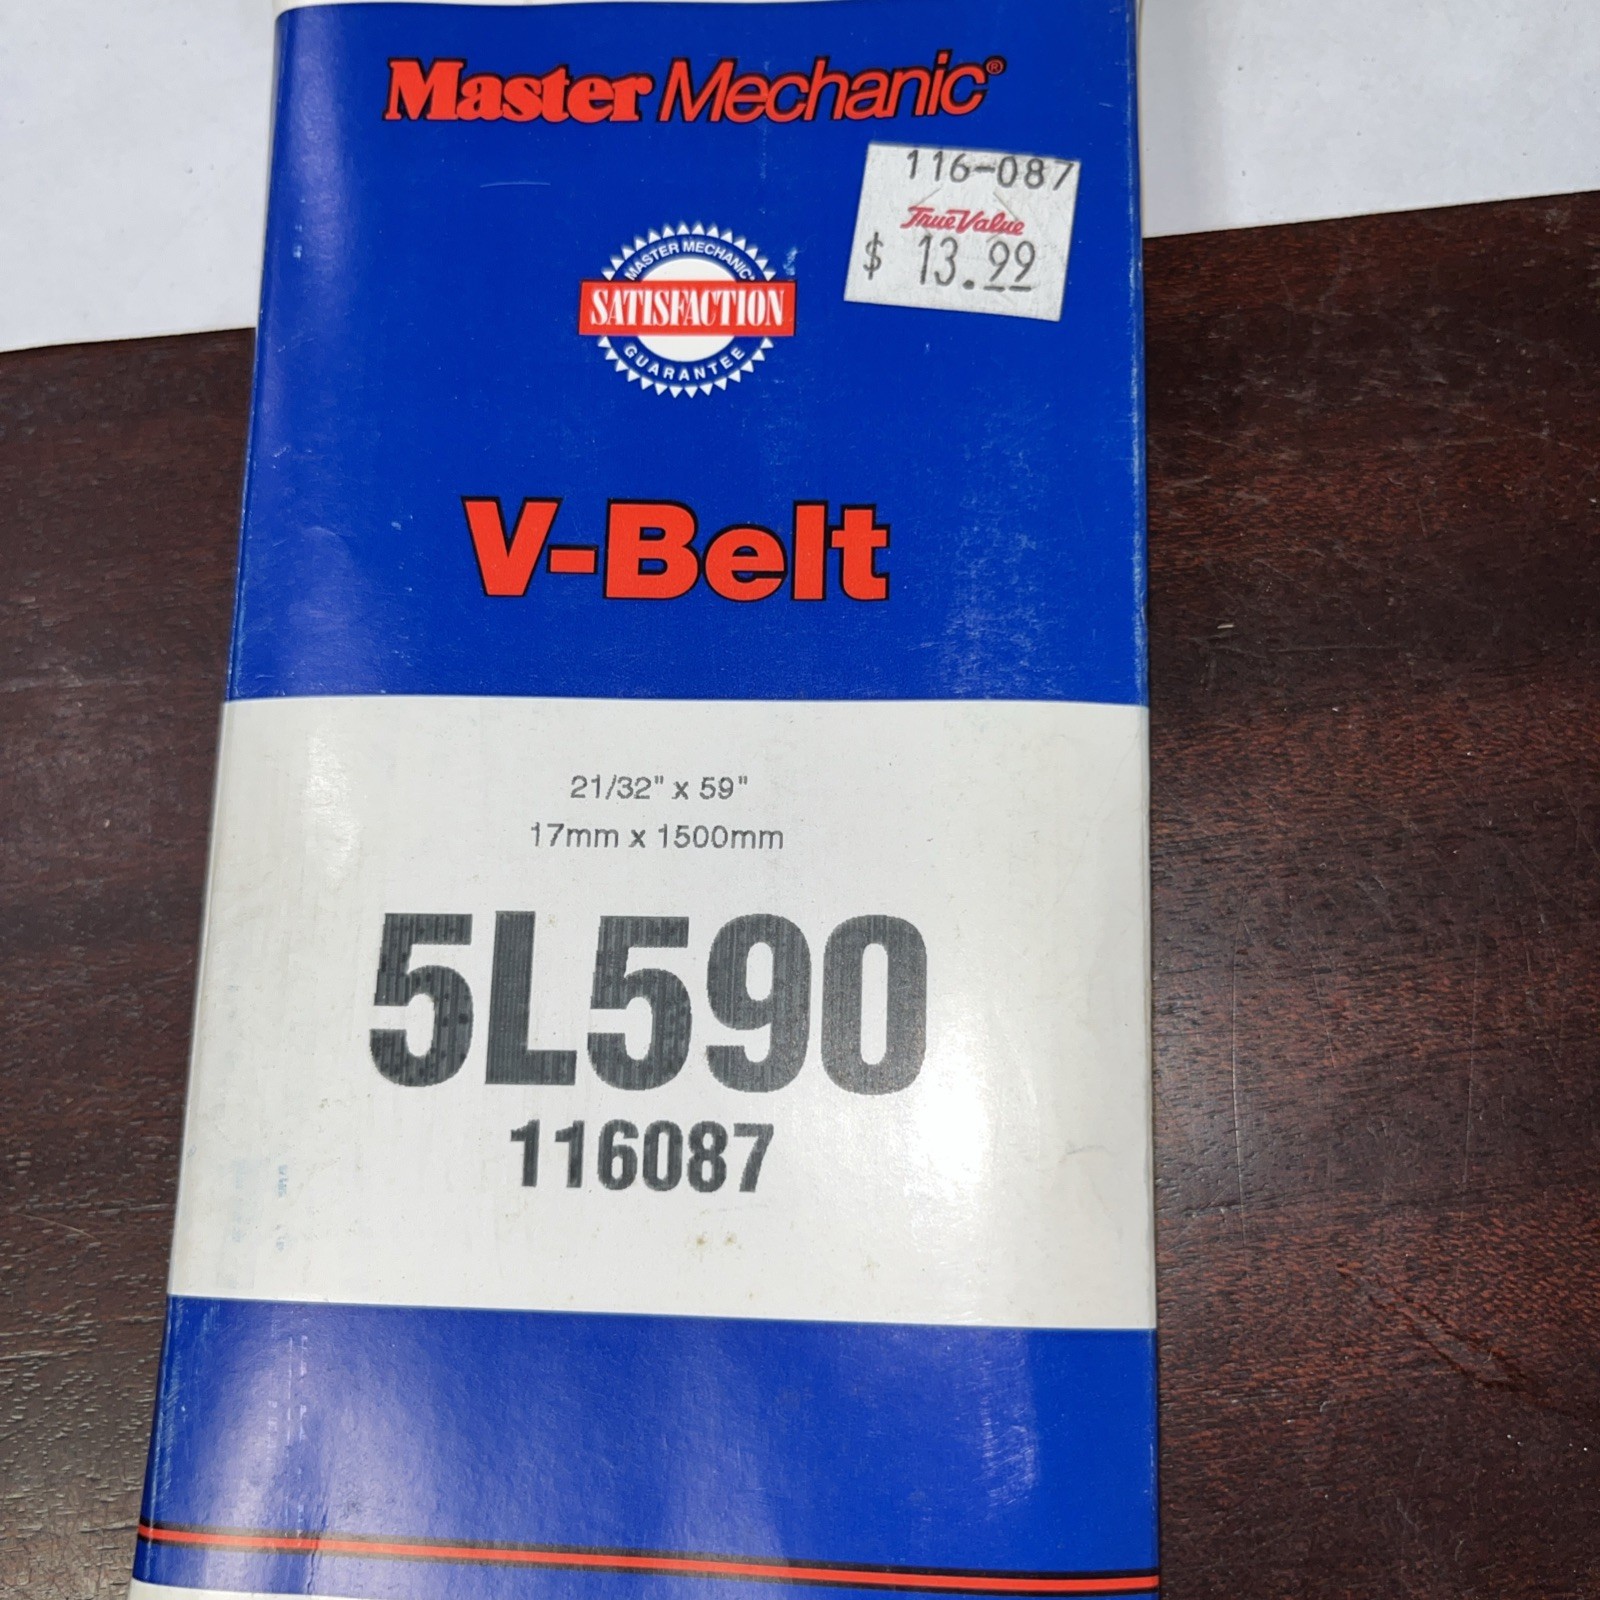 Master Mechanic®
116-087
True Value
$ 13.99
MASTER MECHANIC®
SATISFACTION
GUARANTEE
V-Belt
21/32" x 59"
17mm x 1500mm
5L590
116087